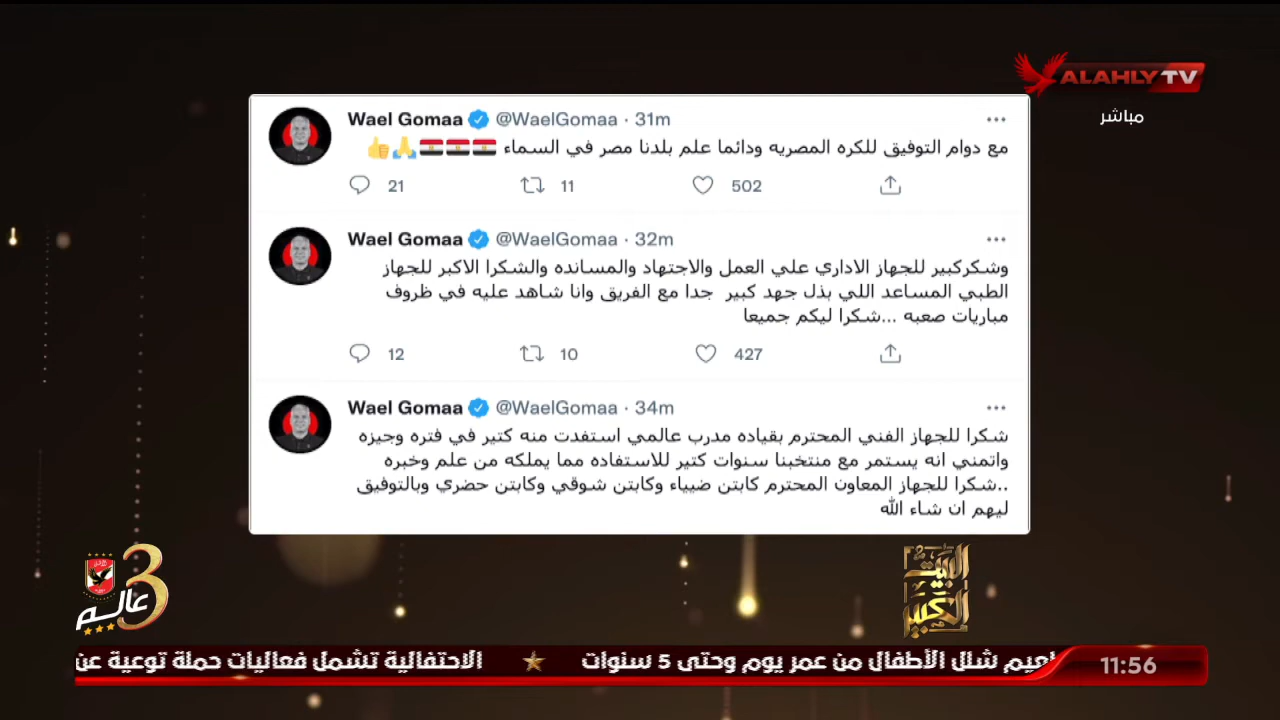 ALAHLY TV
مباشر
Wael Gomaa @WaelGomaa · 31m
مع دوام التوفيق للكره المصريه ودائما علم بلدنا مصر في السماء 🇪🇬🇪🇬🇪🇬🙏👍
21 11 502
Wael Gomaa @WaelGomaa · 32m
وشكركبير للجهاز الاداري علي العمل والاجتهاد والمسانده والشكرا الاكبر للجهاز
الطبي المساعد اللي بذل جهد كبير جدا مع الفريق وانا شاهد عليه في ظروف
مباريات صعبه ...شكرا ليكم جميعا
12 10 427
Wael Gomaa @WaelGomaa · 34m
شكرا للجهاز الفني المحترم بقياده مدرب عالمي استفدت منه كتير في فتره وجيزه
واتمني انه يستمر مع منتخبنا سنوات كتير للاستفاده مما يملكه من علم وخبره
..شكرا للجهاز المعاون المحترم كابتن ضيياء وكابتن شوقي وكابتن حضري وبالتوفيق
ليهم ان شاء الله
3 عالم
البيت
الكبير
شلل الأطفال من عمر يوم وحتى 5 سنوات ★ الاحتفالية تشمل فعاليات حملة توعية عن
11:56